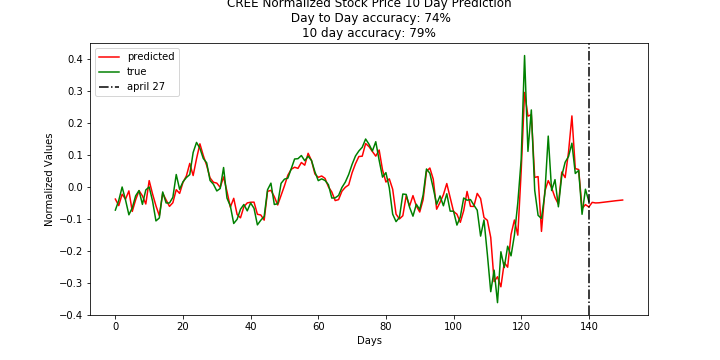 CREE Normalized Stock Price 10 Day Prediction
Day to Day accuracy: 74%
10 day accuracy: 79%
predicted
true
april 27
Normalized Values
0.4
0.3
0.2
0.1
0.0
−0.1
−0.2
−0.3
−0.4
0 20 40 60 80 100 120 140
Days